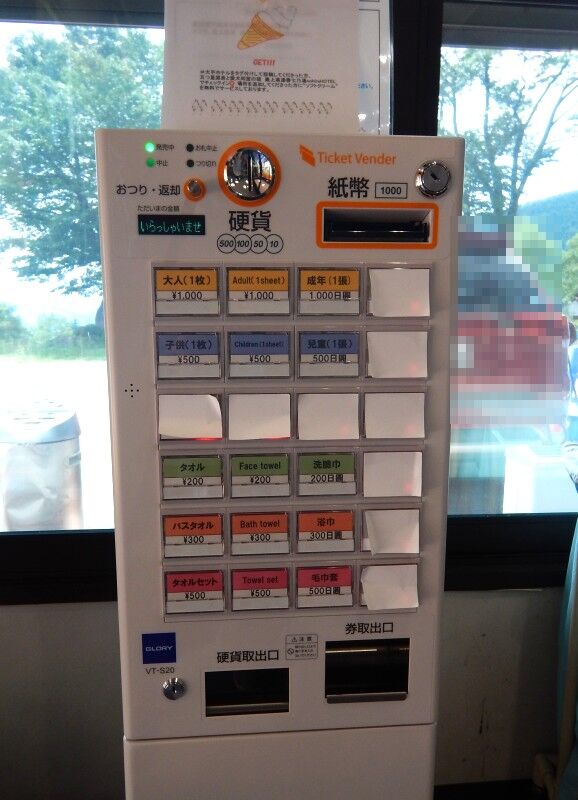 GET!!!
発売中
お札中止
中止
つり切れ
Ticket Vender
おつり・返却
紙幣 1000
ただいまの金額
いらっしゃいませ
硬貨
500 100 50 10
大人(1枚)
¥1,000
Adult(1sheet)
¥1,000
成年(1張)
1,000日圓
子供(1枚)
¥500
Children(1sheet)
¥500
兒童(1張)
500日圓
タオル
¥200
Face towel
¥200
洗臉巾
200日圓
バスタオル
¥300
Bath towel
¥300
浴巾
300日圓
タオルセット
¥500
Towel set
¥500
毛巾套
500日圓
GLORY
VT-S20
硬貨取出口
注意
券取出口